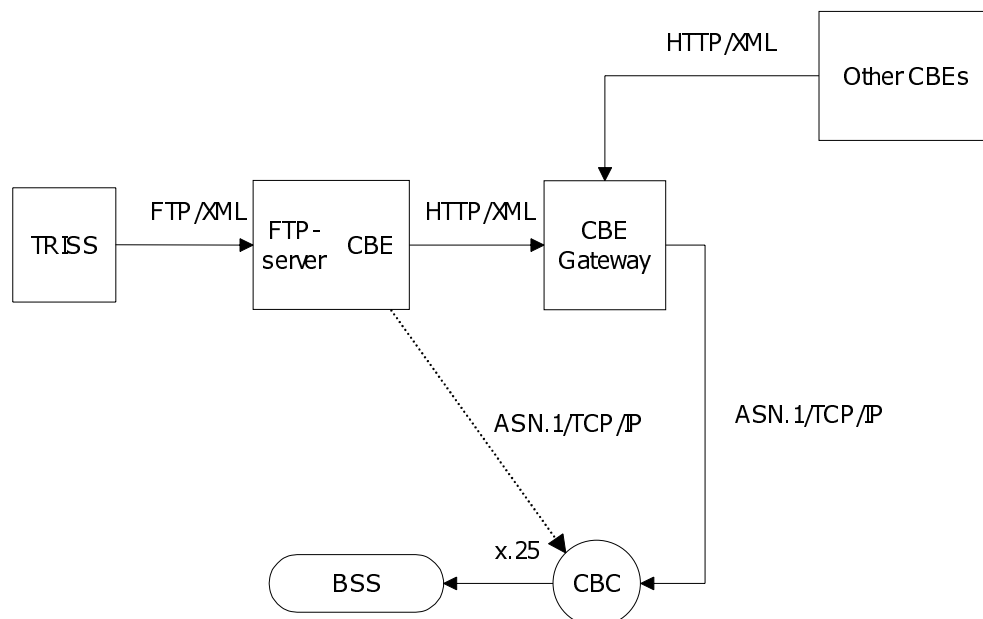 HTTP/XML
Other CBEs
FTP/XML
HTTP/XML
TRISS
FTP-
server
CBE
CBE
Gateway
ASN.1/TCP/IP
ASN.1/TCP/IP
x.25
BSS
CBC